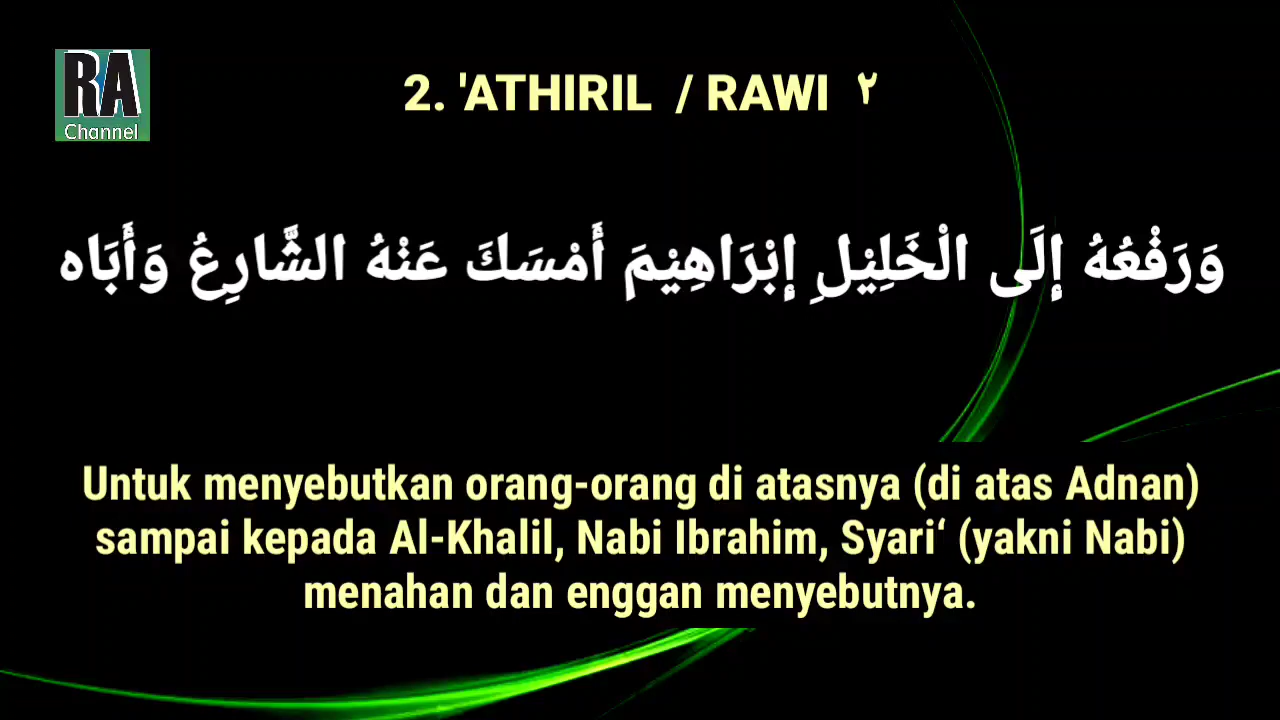 RA
Channel
2. 'ATHIRIL / RAWI ٢
وَرَفْعُهُ إِلَى الْخَلِيْلِ إِبْرَاهِيْمَ أَمْسَكَ عَنْهُ الشَّارِعُ وَأَبَاه
Untuk menyebutkan orang-orang di atasnya (di atas Adnan)
sampai kepada Al-Khalil, Nabi Ibrahim, Syari‘ (yakni Nabi)
menahan dan enggan menyebutnya.